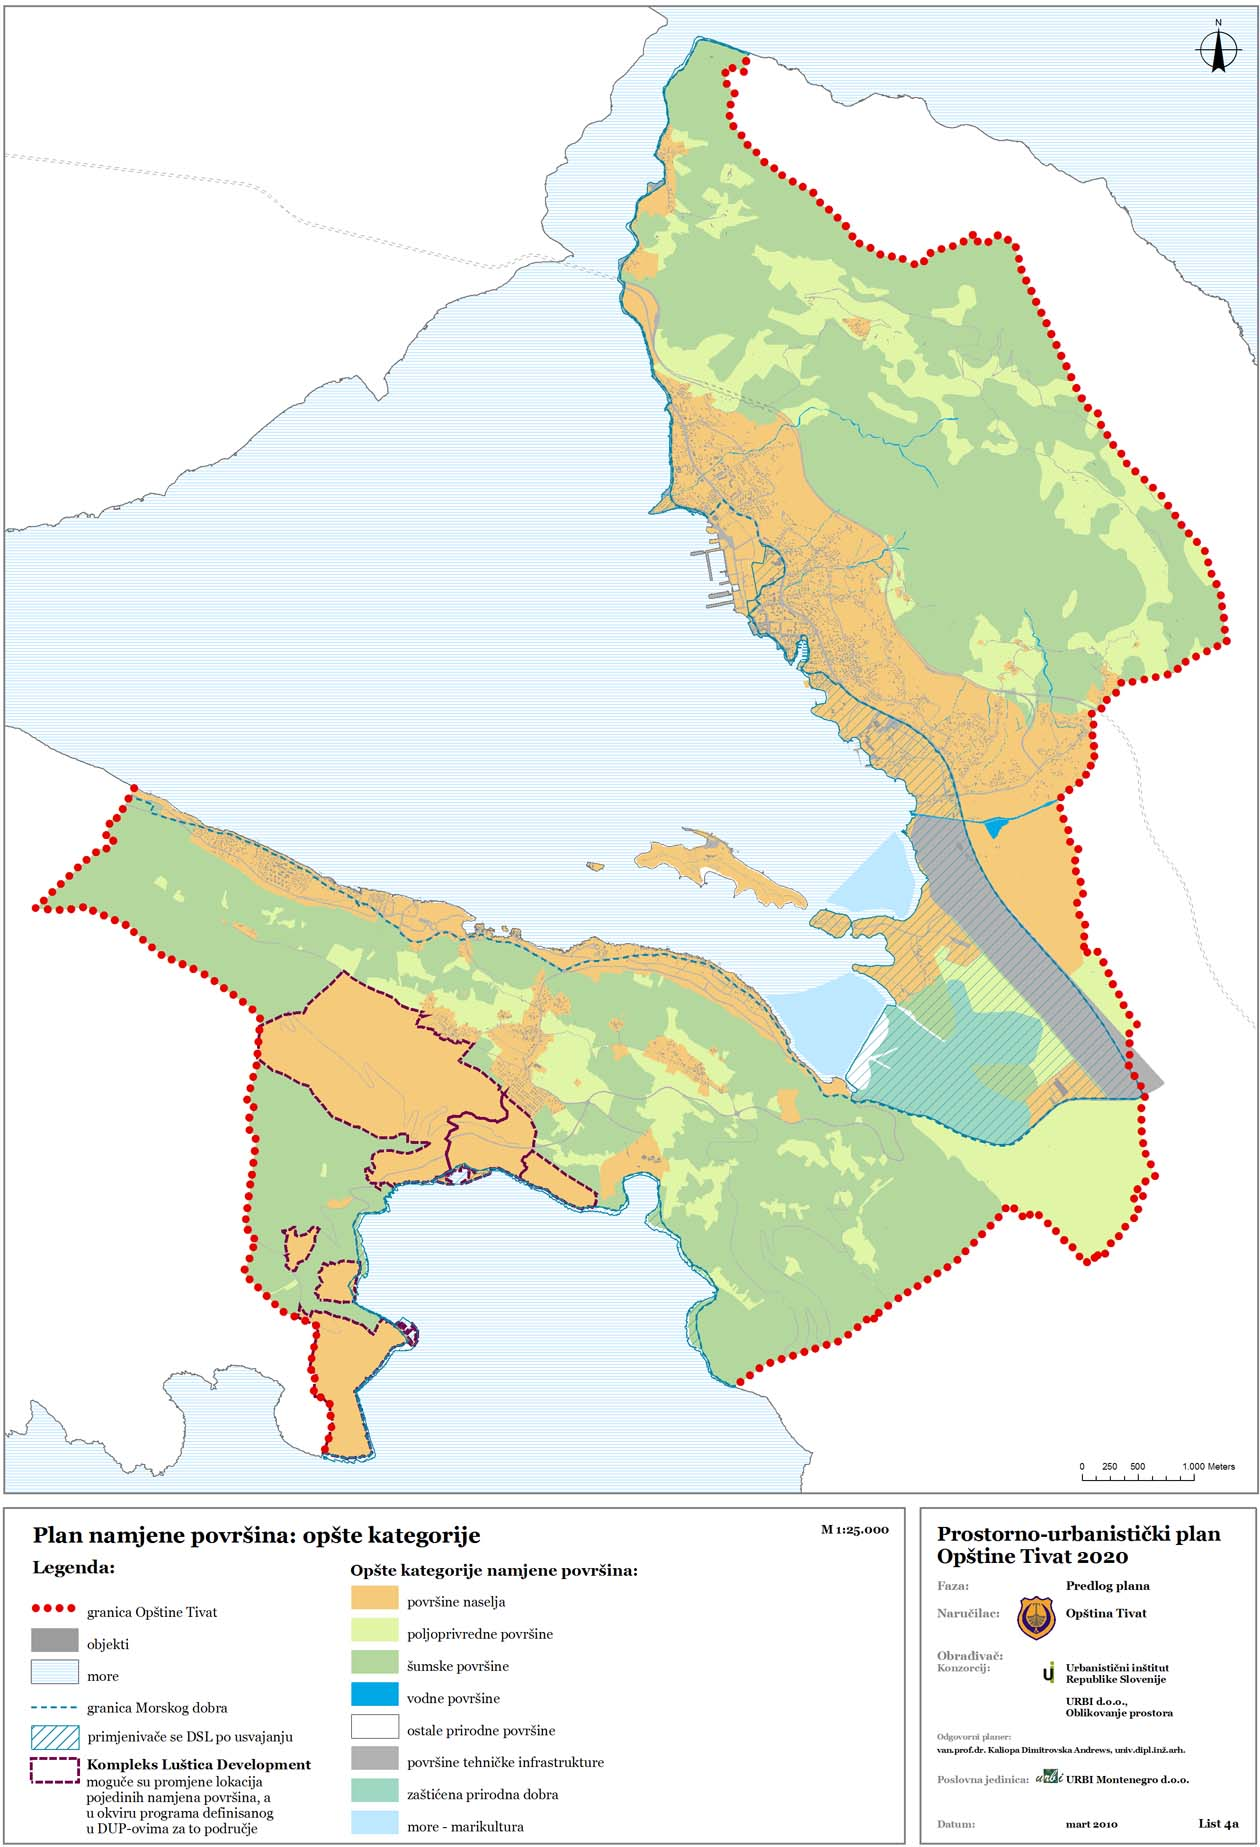 N
0 250 500 1.000 Meters
Plan namjene površina: opšte kategorije
M 1:25.000
Legenda:
granica Opštine Tivat
objekti
more
granica Morskog dobra
primjenivače se DSL po usvajanju
Kompleks Luštica Development
moguče su promjene lokacija
pojedinih namjena površina, a
u okviru programa definisanog
u DUP-ovima za to područje
Opšte kategorije namjene površina:
površine naselja
poljoprivredne površine
šumske površine
vodne površine
ostale prirodne površine
površine tehničke infrastrukture
zaštićena prirodna dobra
more - marikultura
Prostorno-urbanistički plan
Opštine Tivat 2020
Faza: Predlog plana
Naručilac: Opština Tivat
Obrađivač:
Konzorcij: Urbanistični inštitut
Republike Slovenije
URBI d.o.o.,
Oblikovanje prostora
Odgovorni planer:
van.prof.dr. Kaliopa Dimitrovska Andrews, univ.dipl.inž.arh.
Poslovna jedinica: urbi URBI Montenegro d.o.o.
Datum: mart 2010 List 4a